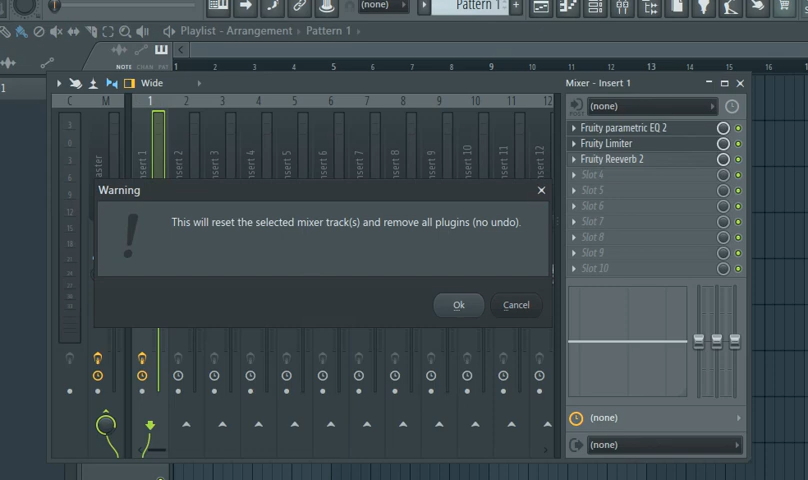 (none)
Pattern 1
+
Playlist - Arrangement › Pattern 1 ›
NOTE CHAN PAT
1 2 3 4 5 6 7 8 9 10 11 12 13 14 15 16
1
Wide
Mixer - Insert 1
C M 1 2 3 4 5 6 7 8 9 10 11 12
(none)
Fruity parametric EQ 2
Fruity Limiter
Fruity Reeverb 2
Slot 4
Slot 5
Slot 6
Slot 7
Slot 8
Slot 9
Slot 10
Insert 1
Insert 2
Insert 3
Insert 4
Insert 5
Insert 6
Insert 7
Insert 8
Insert 9
Insert 10
Insert 11
Warning
This will reset the selected mixer track(s) and remove all plugins (no undo).
Ok
Cancel
(none)
(none)